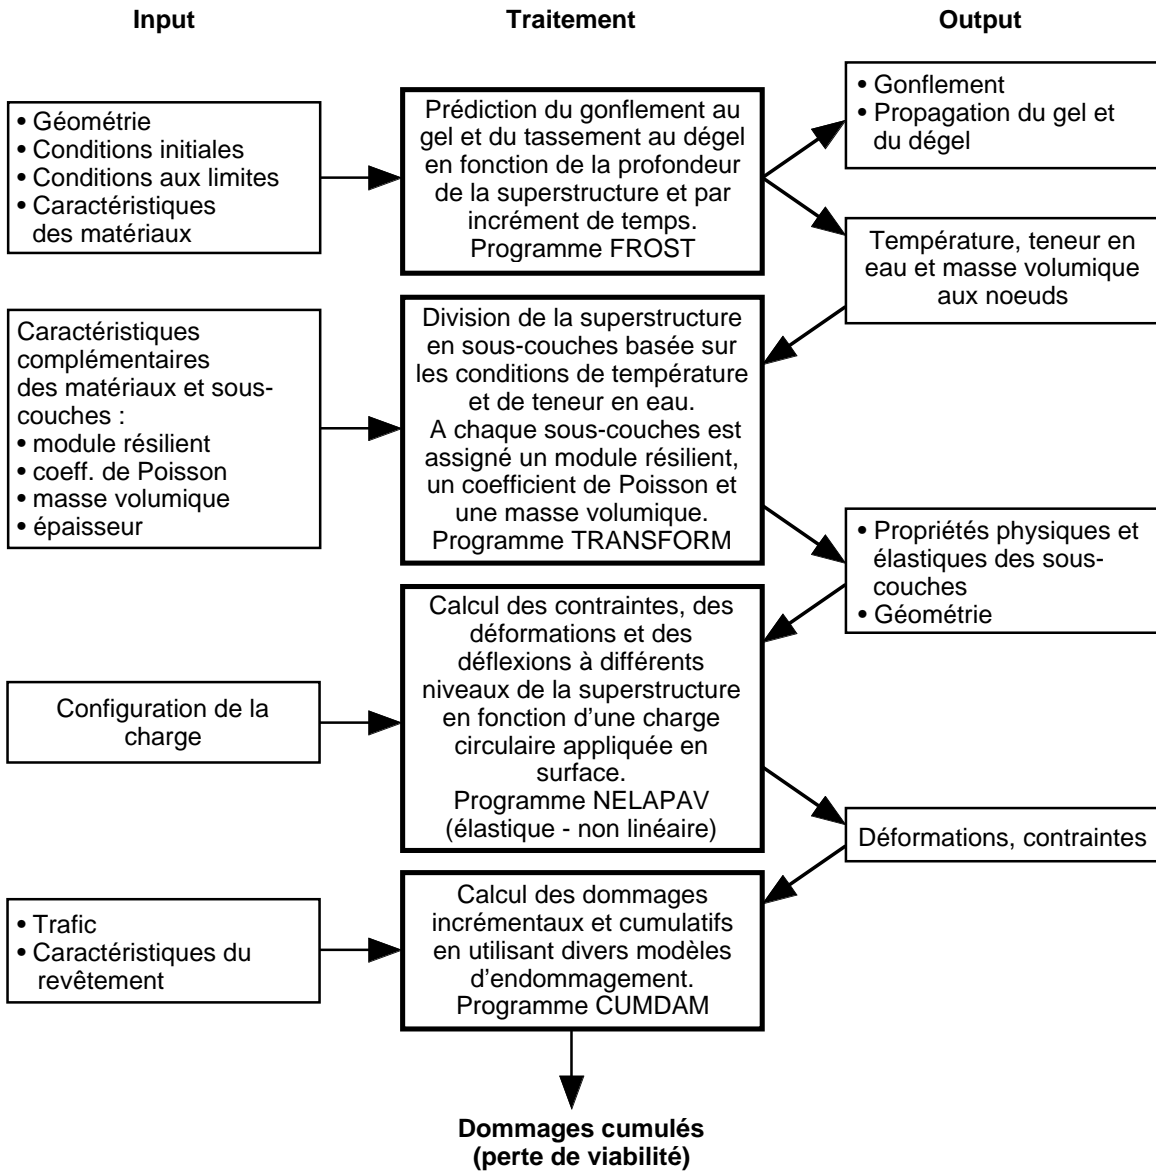 Input
Traitement
Output
• Géométrie
• Conditions initiales
• Conditions aux limites
• Caractéristiques
des matériaux
Prédiction du gonflement au
gel et du tassement au dégel
en fonction de la profondeur
de la superstructure et par
incrément de temps.
Programme FROST
• Gonflement
• Propagation du gel et
du dégel
Température, teneur en
eau et masse volumique
aux noeuds
Caractéristiques
complémentaires
des matériaux et sous-
couches :
• module résilient
• coeff. de Poisson
• masse volumique
• épaisseur
Division de la superstructure
en sous-couches basée sur
les conditions de température
et de teneur en eau.
A chaque sous-couches est
assigné un module résilient,
un coefficient de Poisson et
une masse volumique.
Programme TRANSFORM
• Propriétés physiques et
élastiques des sous-
couches
• Géométrie
Configuration de la
charge
Calcul des contraintes, des
déformations et des
déflexions à différents
niveaux de la superstructure
en fonction d'une charge
circulaire appliquée en
surface.
Programme NELAPAV
(élastique - non linéaire)
Déformations, contraintes
• Trafic
• Caractéristiques du
revêtement
Calcul des dommages
incrémentaux et cumulatifs
en utilisant divers modèles
d'endommagement.
Programme CUMDAM
Dommages cumulés
(perte de viabilité)